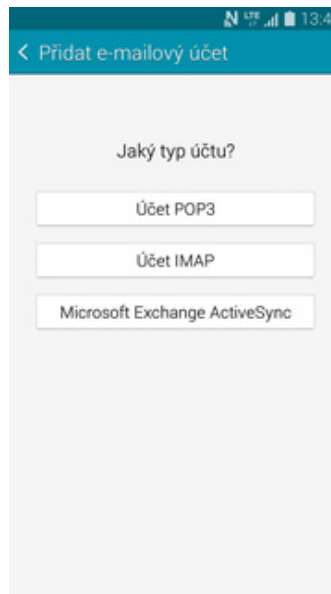 13:4
Přidat e-mailový účet
Jaký typ účtu?
Účet POP3
Účet IMAP
Microsoft Exchange ActiveSync